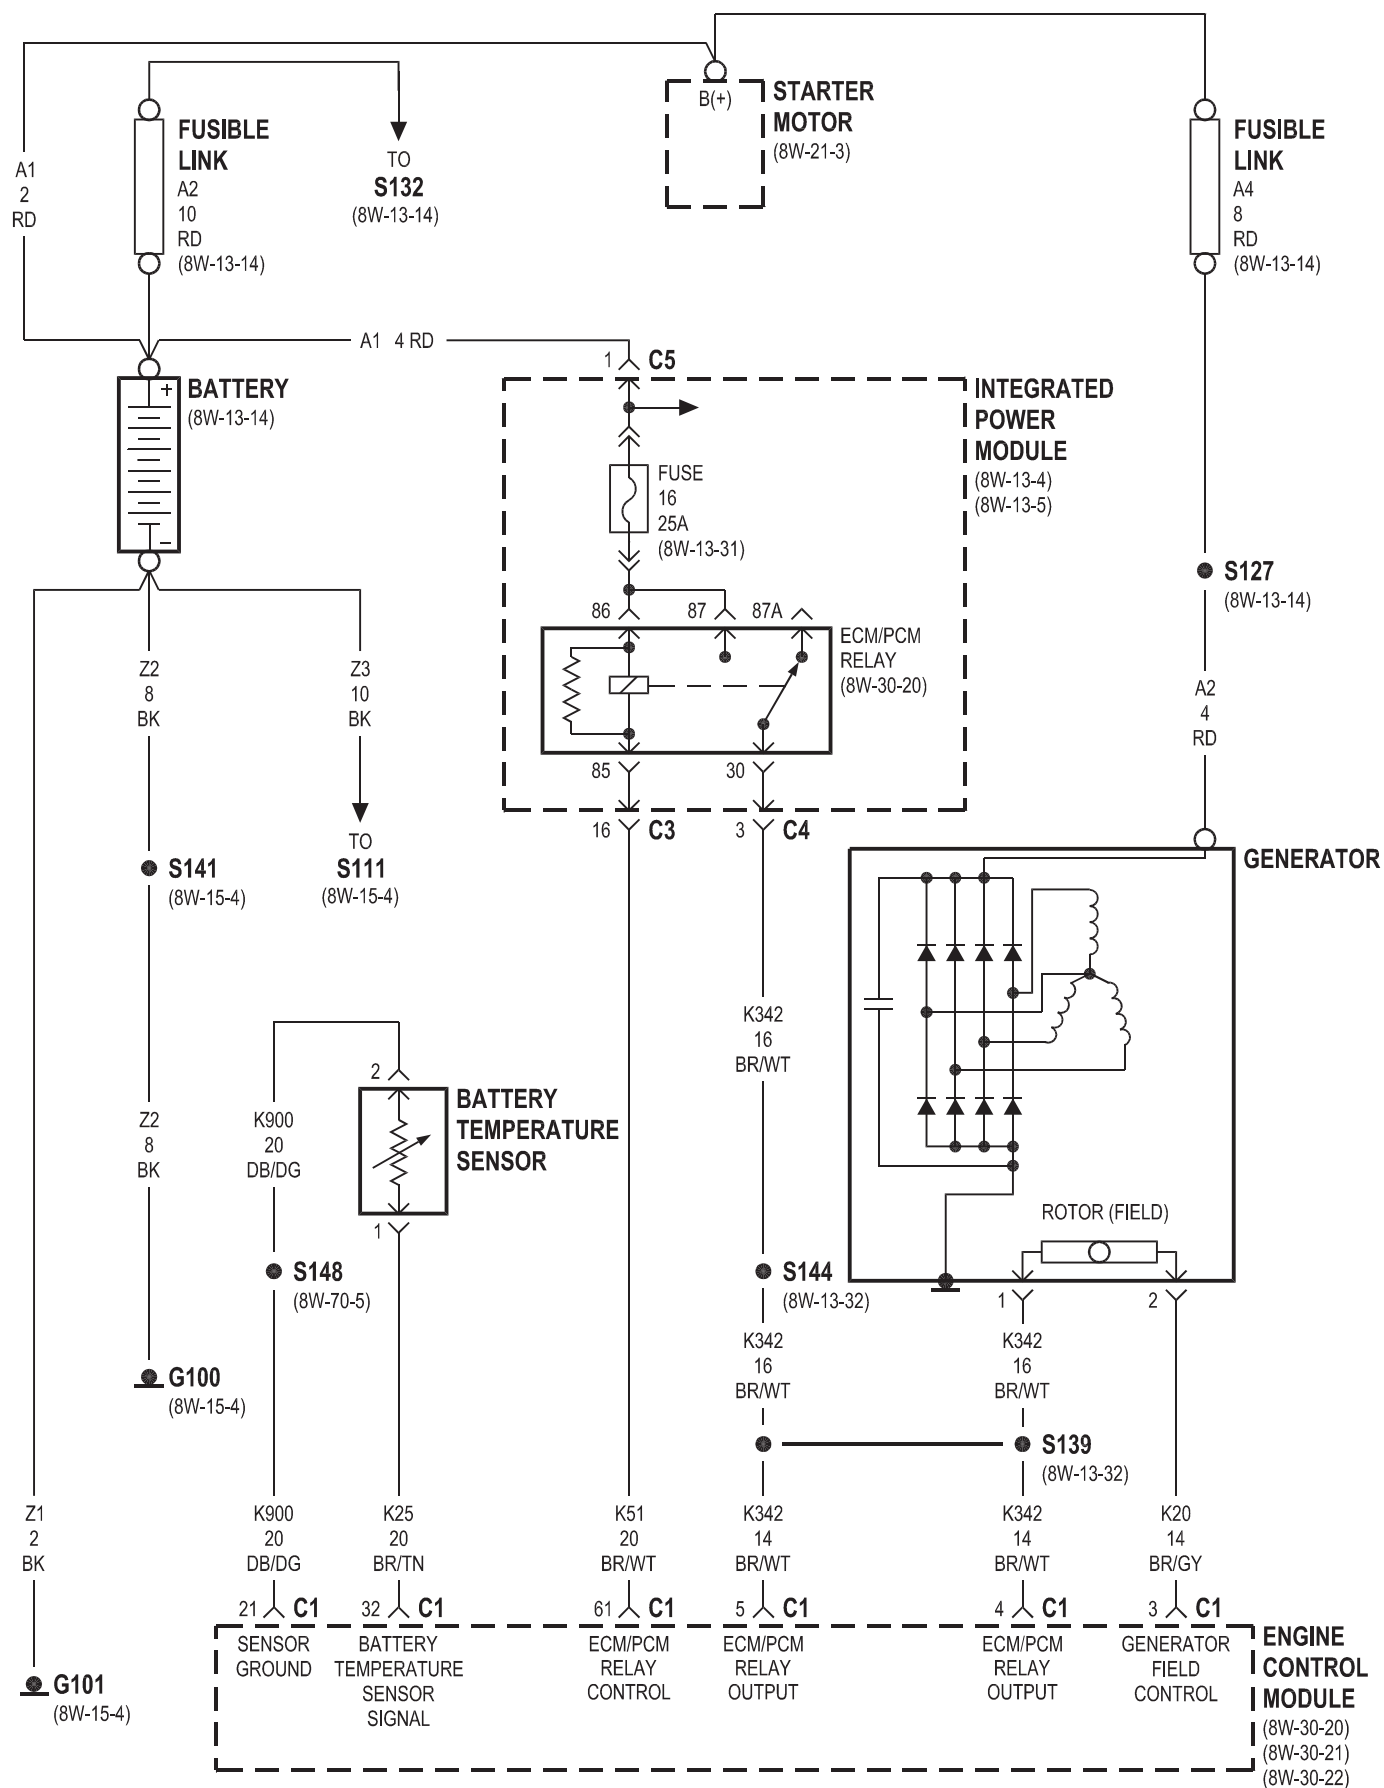 B(+)
STARTER
MOTOR
(8W-21-3)
FUSIBLE
LINK
A2
10
RD
(8W-13-14)
TO
S132
(8W-13-14)
A1
2
RD
FUSIBLE
LINK
A4
8
RD
(8W-13-14)
A1 4 RD
1
C5
BATTERY
(8W-13-14)
+
−
INTEGRATED
POWER
MODULE
(8W-13-4)
(8W-13-5)
FUSE
16
25A
(8W-13-31)
S127
(8W-13-14)
86
87
87A
ECM/PCM
RELAY
(8W-30-20)
Z2
8
BK
Z3
10
BK
A2
4
RD
85
30
16
C3
3
C4
TO
S111
(8W-15-4)
S141
(8W-15-4)
GENERATOR
K342
16
BR/WT
2
BATTERY
TEMPERATURE
SENSOR
1
Z2
8
BK
K900
20
DB/DG
ROTOR (FIELD)
S148
(8W-70-5)
S144
(8W-13-32)
1
2
K342
16
BR/WT
K342
16
BR/WT
G100
(8W-15-4)
S139
(8W-13-32)
Z1
2
BK
K900
20
DB/DG
K25
20
BR/TN
K51
20
BR/WT
K342
14
BR/WT
K342
14
BR/WT
K20
14
BR/GY
21
C1
32
C1
61
C1
5
C1
4
C1
3
C1
SENSOR
GROUND
BATTERY
TEMPERATURE
SENSOR
SIGNAL
ECM/PCM
RELAY
CONTROL
ECM/PCM
RELAY
OUTPUT
ECM/PCM
RELAY
OUTPUT
GENERATOR
FIELD
CONTROL
ENGINE
CONTROL
MODULE
(8W-30-20)
(8W-30-21)
(8W-30-22)
G101
(8W-15-4)